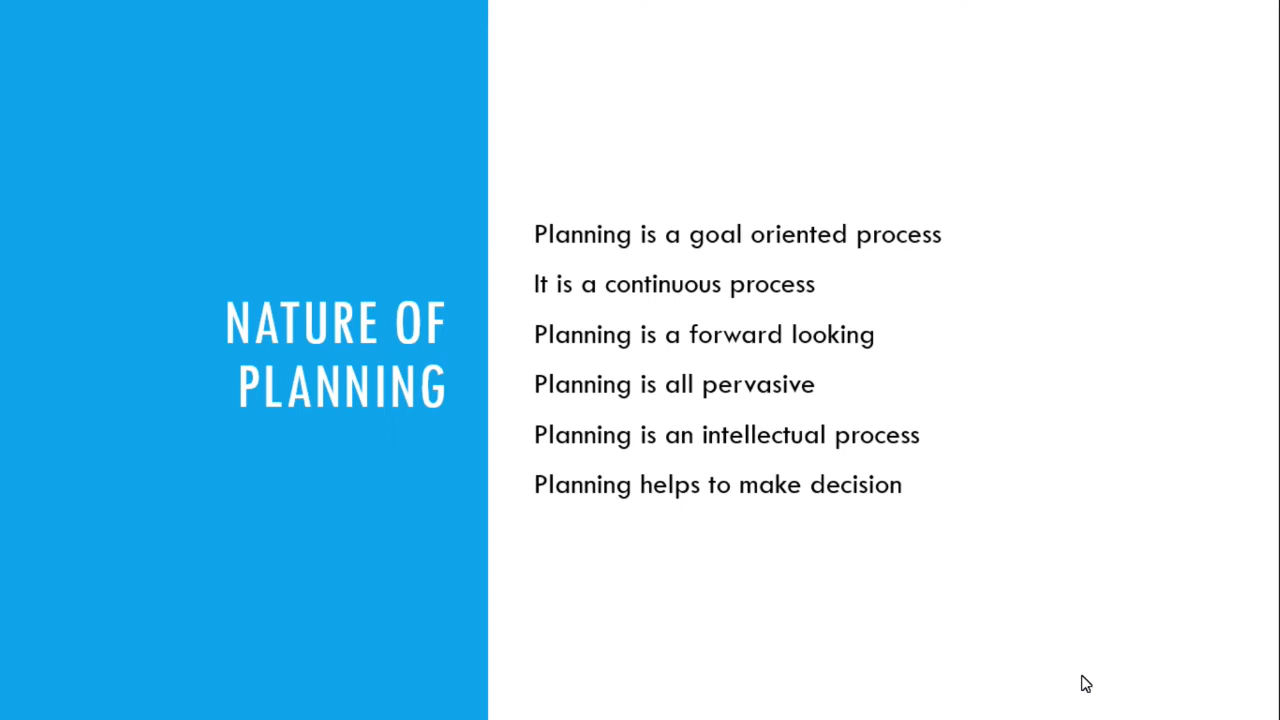 NATURE OF
PLANNING
Planning is a goal oriented process
It is a continuous process
Planning is a forward looking
Planning is all pervasive
Planning is an intellectual process
Planning helps to make decision